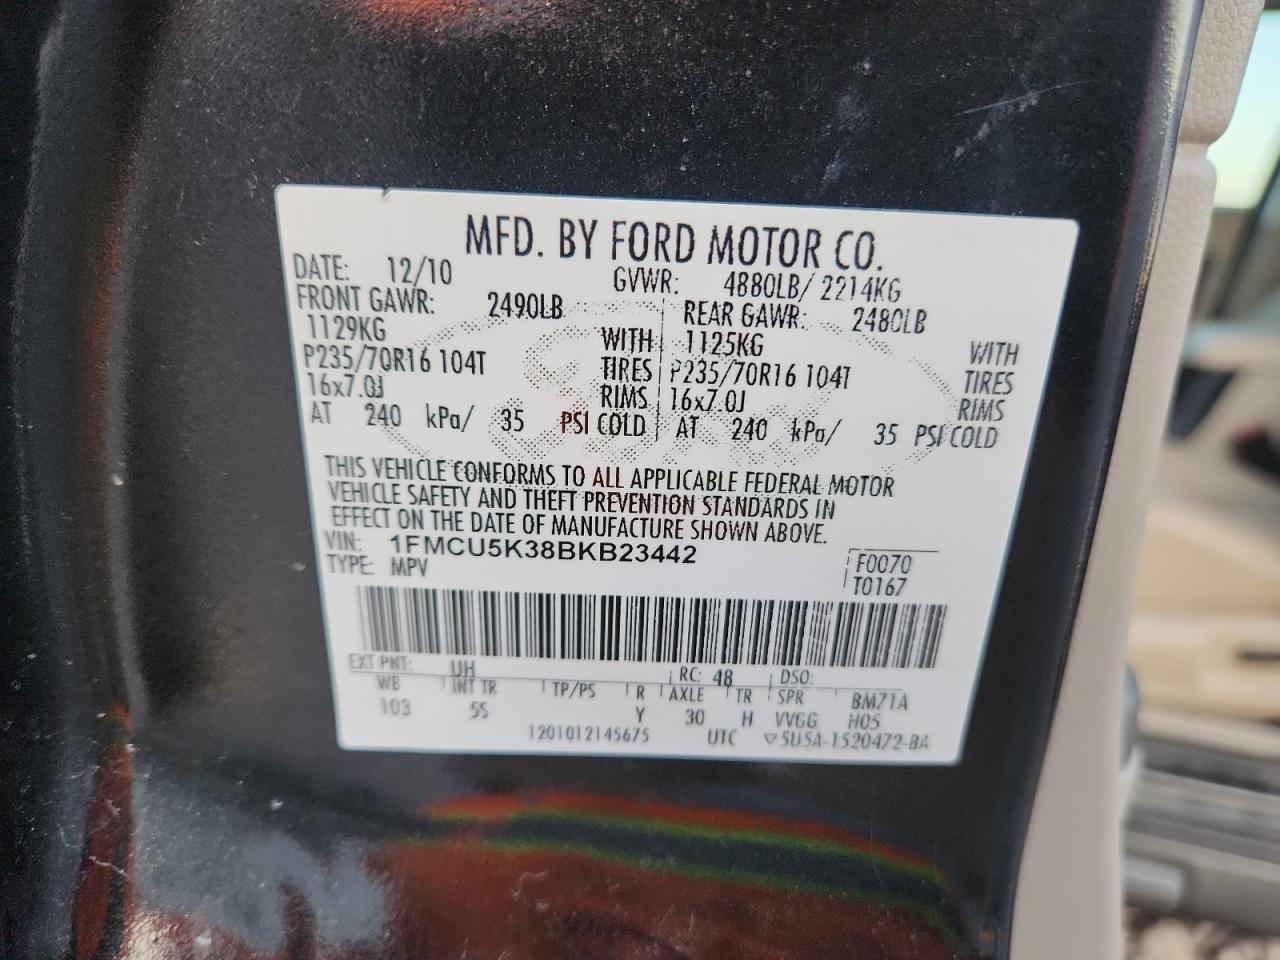 MFD. BY FORD MOTOR CO.
DATE: 12/10 GVWR: 4880LB/ 2214KG
FRONT GAWR: 2490LB REAR GAWR: 2480LB
1129KG WITH 1125KG WITH
P235/70R16 104T TIRES P235/70R16 104T TIRES
16x7.0J RIMS 16x7.0J RIMS
AT 240 kPa/ 35 PSI COLD AT 240 kPa/ 35 PSI COLD
THIS VEHICLE CONFORMS TO ALL APPLICABLE FEDERAL MOTOR
VEHICLE SAFETY AND THEFT PREVENTION STANDARDS IN
EFFECT ON THE DATE OF MANUFACTURE SHOWN ABOVE.
VIN: 1FMCU5K38BKB23442
TYPE: MPV
F0070
T0167
EXT PNT: UH RC: 48 DSO:
WB INT TR TP/PS R AXLE TR SPR BM71A
103 5S Y 30 H VVGG H05
1201012145675 UTC ▽5U5A-1520472-BA